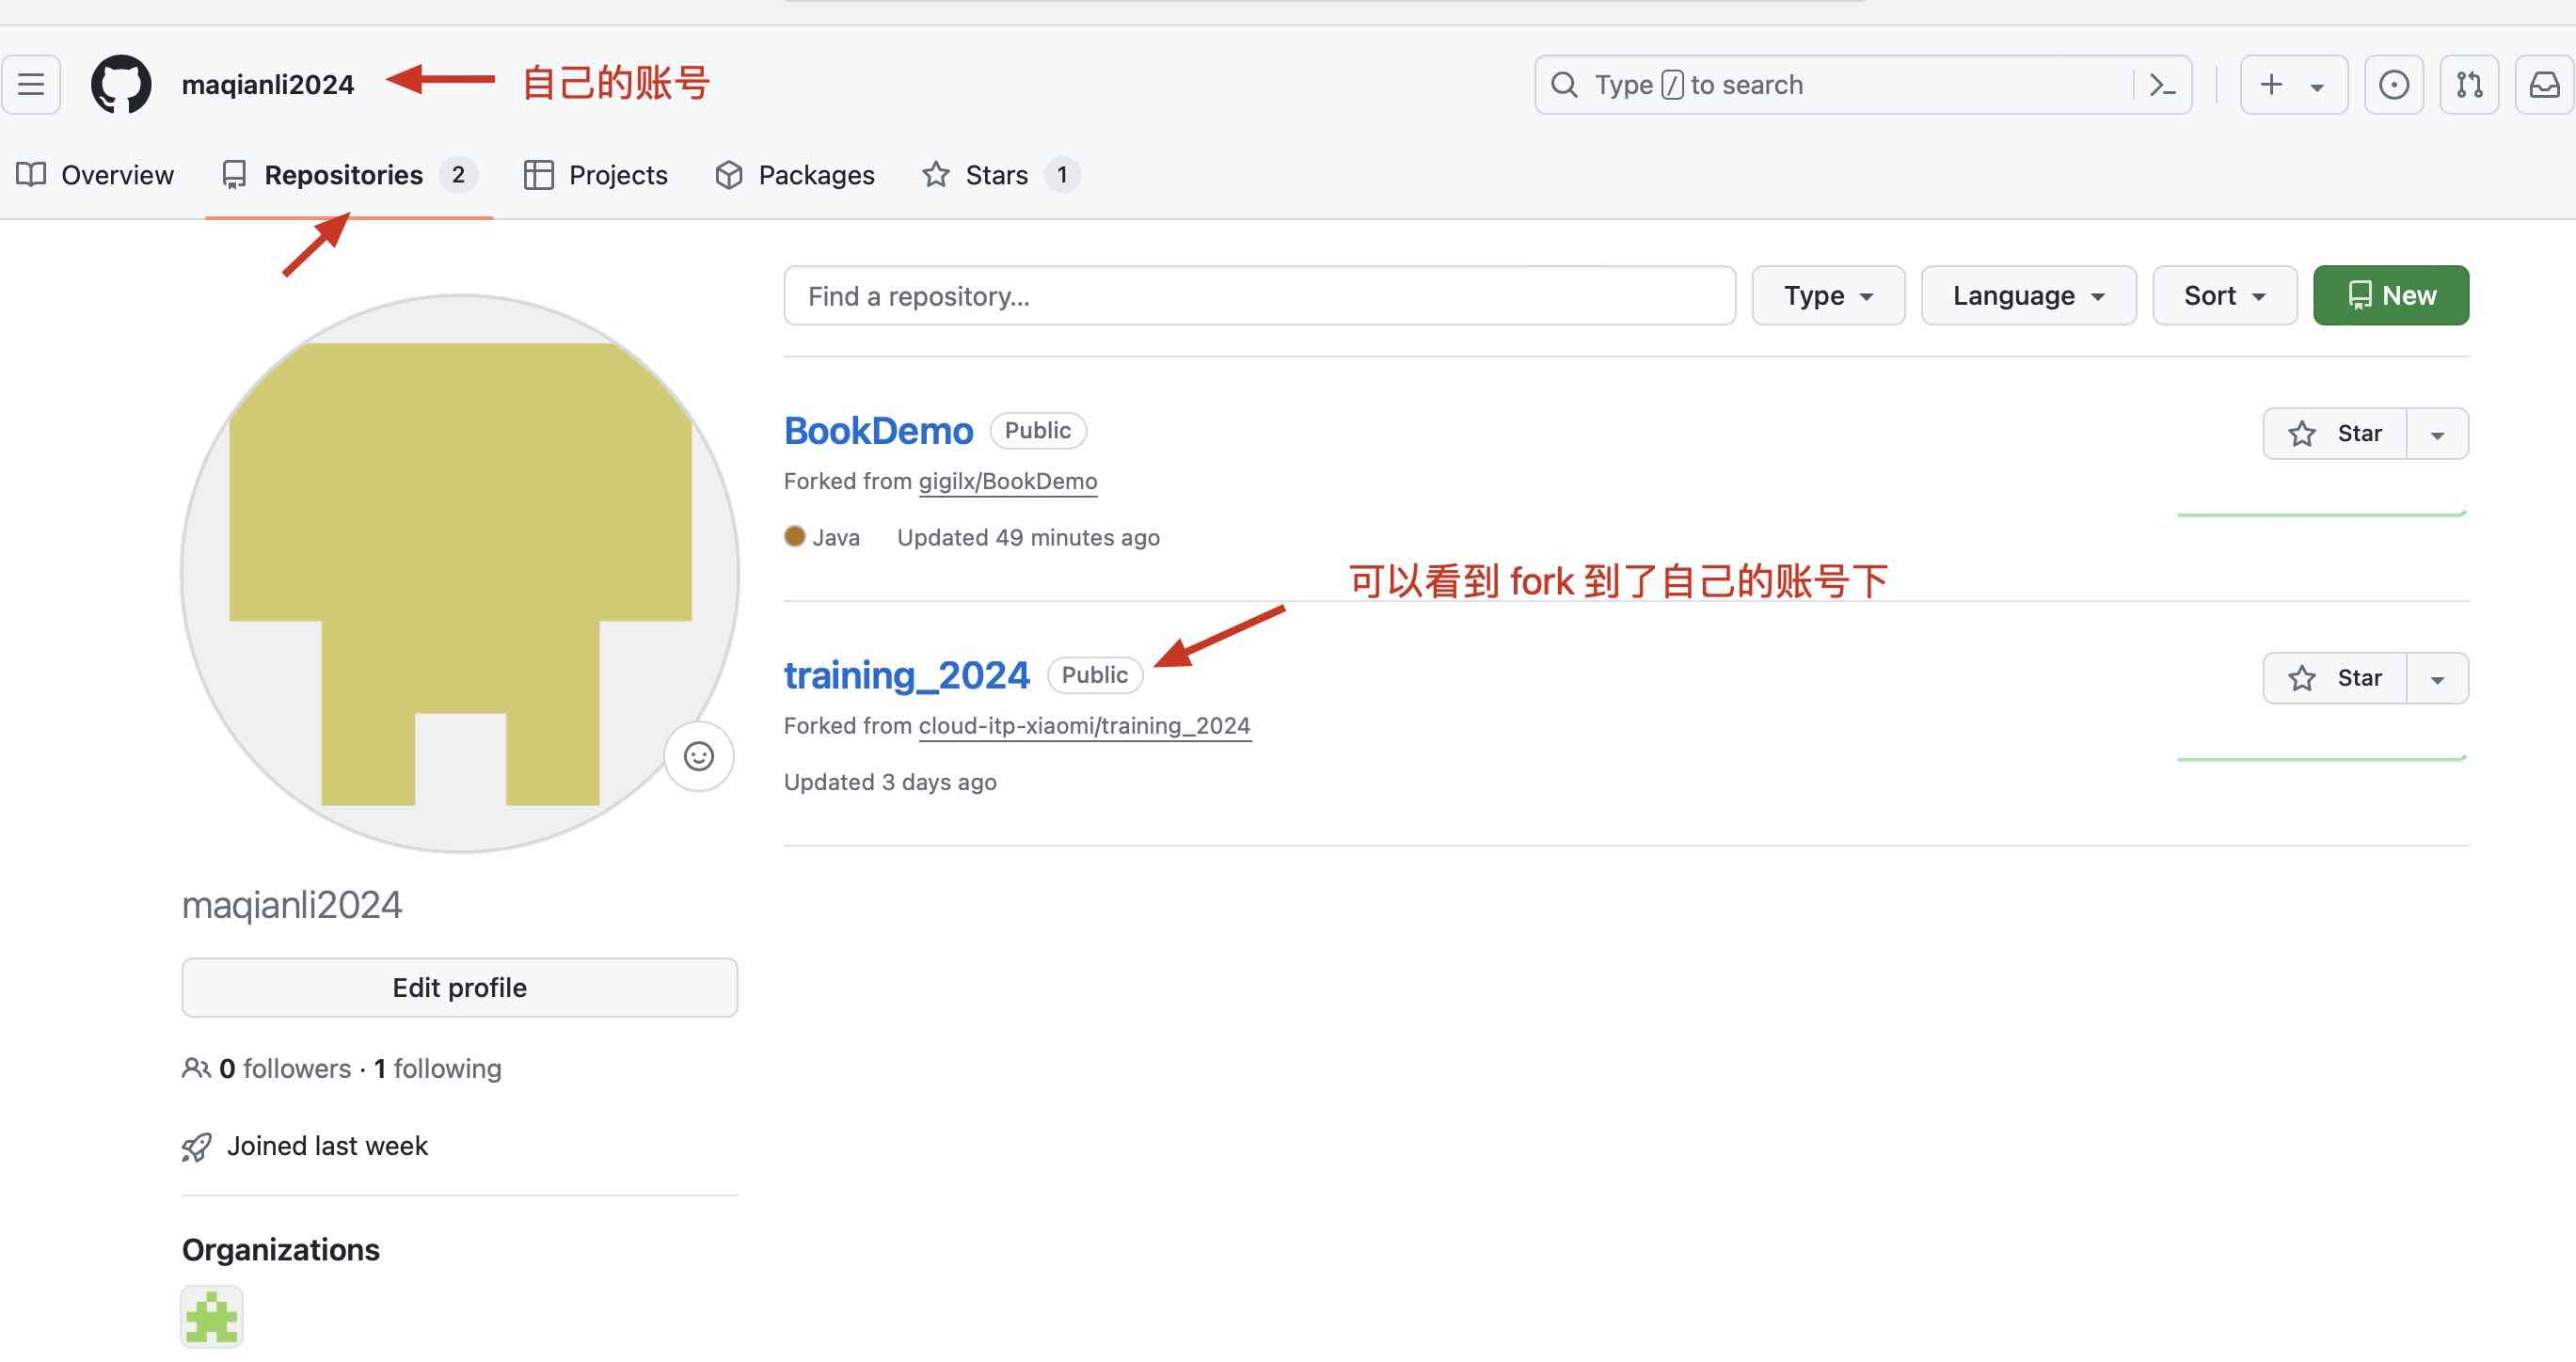 maqianli2024
自己的账号
Type / to search
Overview
Repositories 2
Projects
Packages
Stars 1
Find a repository...
Type
Language
Sort
New
BookDemo Public
Star
Forked from gigilx/BookDemo
Java Updated 49 minutes ago
可以看到 fork 到了自己的账号下
training_2024 Public
Star
Forked from cloud-itp-xiaomi/training_2024
Updated 3 days ago
maqianli2024
Edit profile
0 followers · 1 following
Joined last week
Organizations